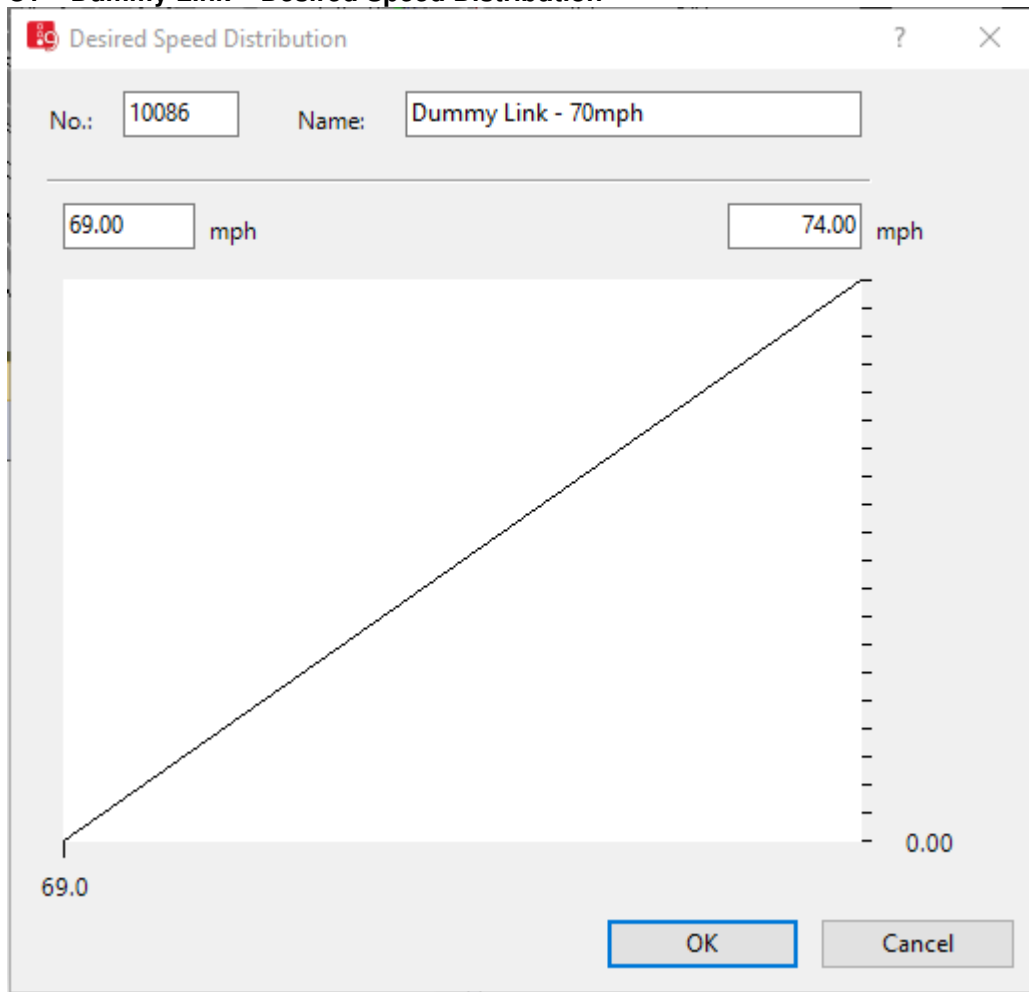 Desired Speed Distribution
?
No.: 10086 Name: Dummy Link - 70mph
69.00 mph 74.00 mph
0.00
69.0
OK Cancel